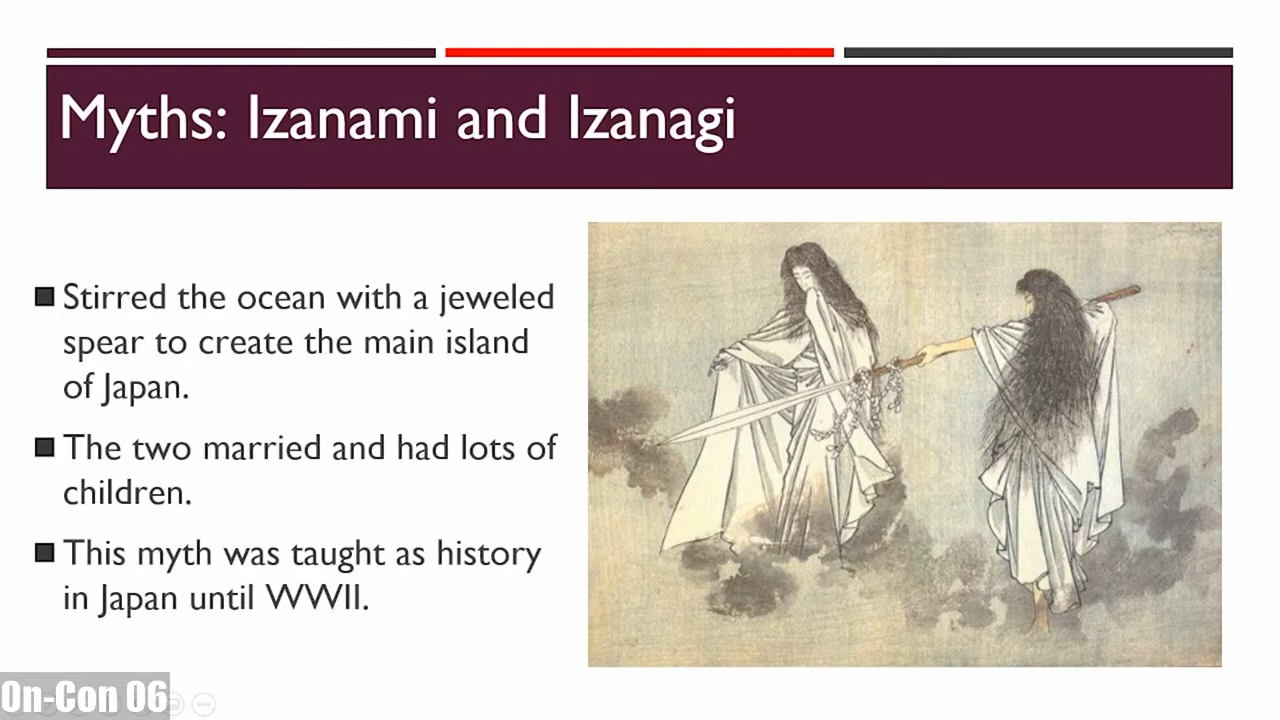 Myths: Izanami and Izanagi
Stirred the ocean with a jeweled
spear to create the main island
of Japan.
The two married and had lots of
children.
This myth was taught as history
in Japan until WWII.
On-Con 06